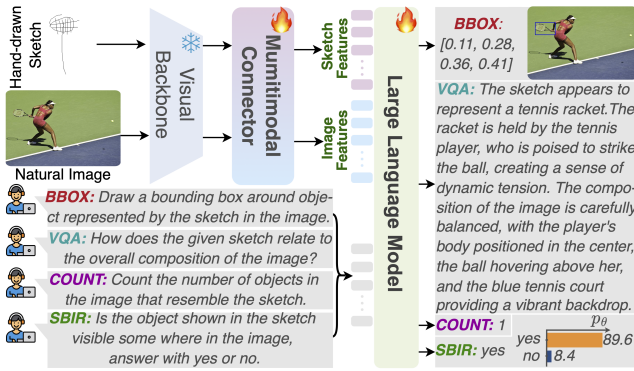 Hand-drawn
Sketch
Natural Image
Visual
Backbone
Mumitimodal
Connector
Sketch
Features
Image
Features
Large Language Model
BBOX: Draw a bounding box around obje-
ct represented by the sketch in the image.
VQA: How does the given sketch relate to
the overall composition of the image?
COUNT: Count the number of objects in
the image that resemble the sketch.
SBIR: Is the object shown in the sketch
visible some where in the image,
answer with yes or no.
BBOX:
[0.11, 0.28,
0.36, 0.41]
VQA: The sketch appears to
represent a tennis racket.The
racket is held by the tennis
player, who is poised to strike
the ball, creating a sense of
dynamic tension. The compo-
sition of the image is carefully
balanced, with the player's
body positioned in the center,
the ball hovering above her,
and the blue tennis court
providing a vibrant backdrop.
COUNT: 1
SBIR: yes
pθ
yes 89.6
no 8.4